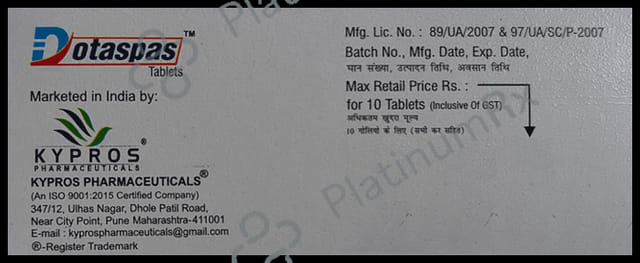 Dotaspas™
Tablets
Marketed in India by:
KYPROS®
PHARMACEUTICALS
KYPROS PHARMACEUTICALS®
(An ISO 9001:2015 Certified Company)
347/12, Ulhas Nagar, Dhole Patil Road,
Near City Point, Pune Maharashtra-411001
E-mail : kyprospharmaceuticals@gmail.com
®-Register Trademark
Mfg. Lic. No. : 89/UA/2007 & 97/UA/SC/P-2007
Batch No., Mfg. Date, Exp. Date,
घान संख्या, उत्पादन तिथि, अवसान तिथि
Max Retail Price Rs. :
for 10 Tablets (Inclusive Of GST)
अधिकतम खुदरा मूल्य
10 गोलियों के लिए (सभी कर सहित)
PlatinumRx